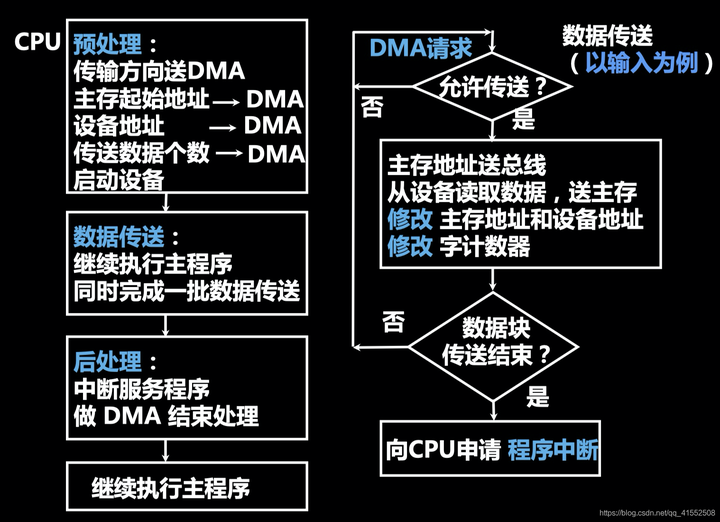 CPU
预处理：
传输方向送DMA
主存起始地址 → DMA
设备地址 → DMA
传送数据个数 → DMA
启动设备
数据传送：
继续执行主程序
同时完成一批数据传送
后处理：
中断服务程序
做 DMA 结束处理
继续执行主程序
数据传送
（以输入为例）
DMA请求
允许传送？
否
是
主存地址送总线
从设备读取数据，送主存
修改 主存地址和设备地址
修改 字计数器
否
数据块
传送结束？
是
向CPU申请 程序中断
https://blog.csdn.net/qq_41552508